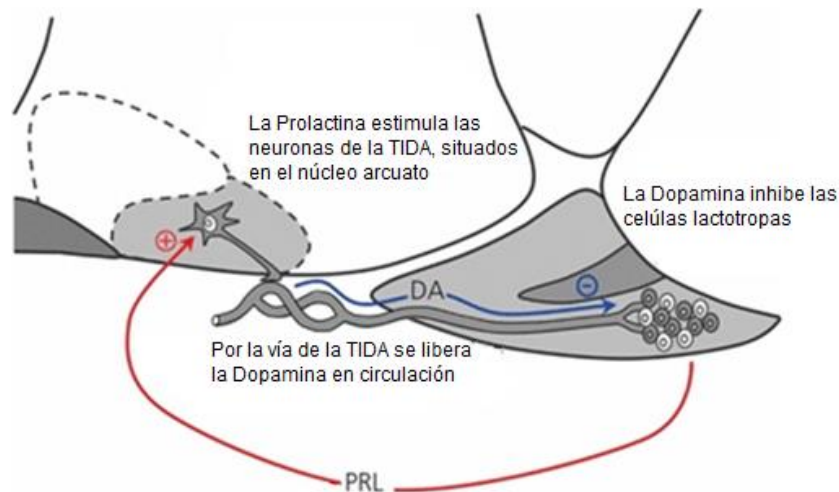 La Prolactina estimula las
neuronas de la TIDA, situados
en el núcleo arcuato
La Dopamina inhibe las
celúlas lactotropas
+
DA
-
Por la vía de la TIDA se libera
la Dopamina en circulación
PRL